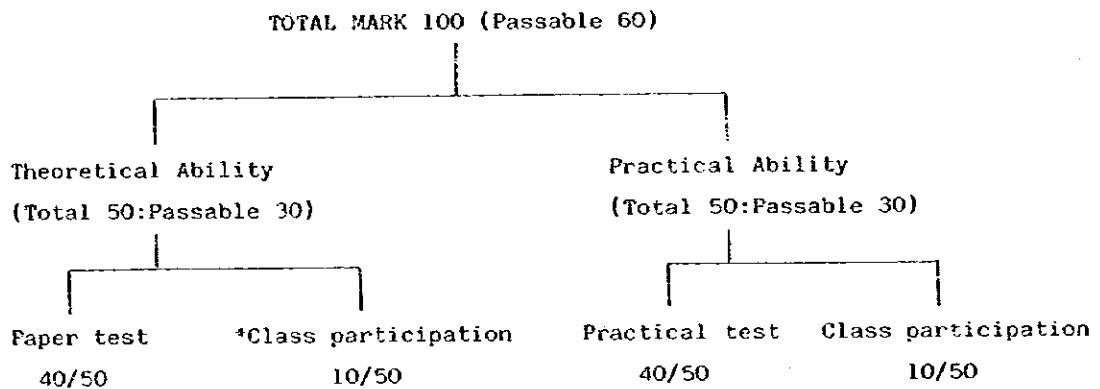 TOTAL MARK 100 (Passable 60)
Theoretical Ability
(Total 50:Passable 30)
Practical Ability
(Total 50:Passable 30)
Paper test
40/50
*Class participation
10/50
Practical test
40/50
Class participation
10/50